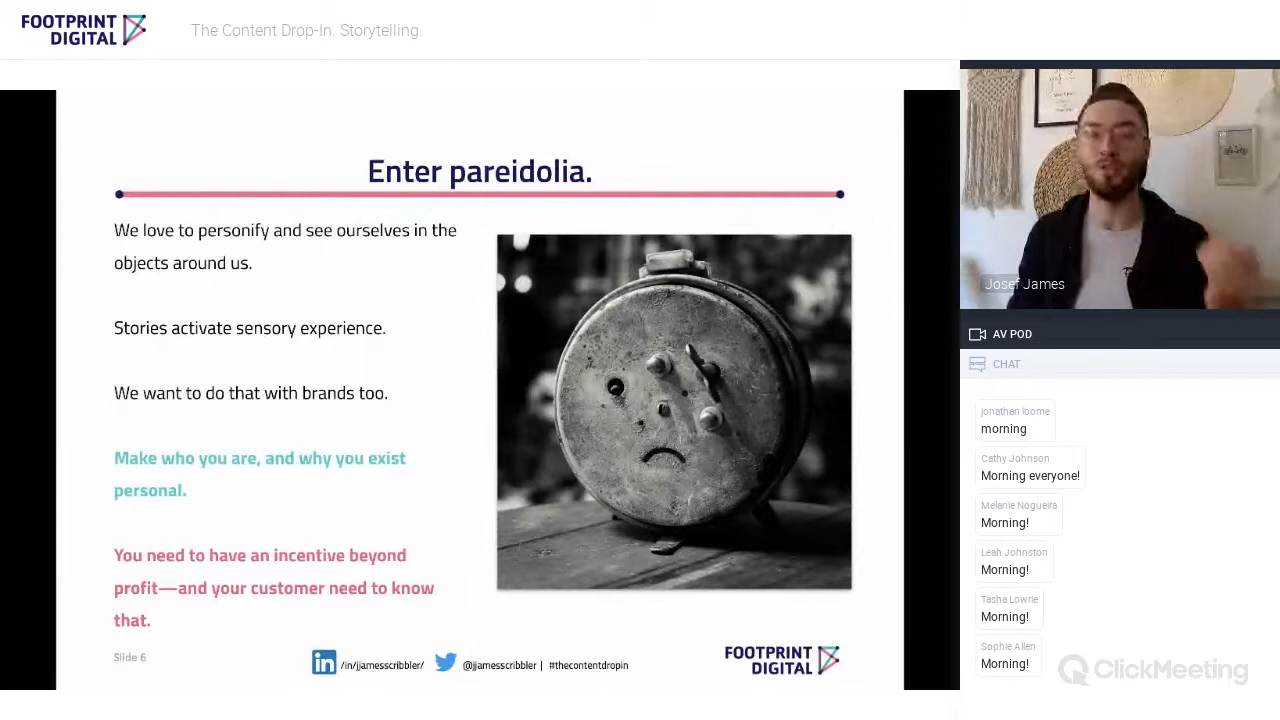 FOOTPRINT
DIGITAL
The Content Drop-In. Storytelling.
Enter pareidolia.
We love to personify and see ourselves in the
objects around us.
Stories activate sensory experience.
We want to do that with brands too.
Make who you are, and why you exist
personal.
You need to have an incentive beyond
profit—and your customer need to know
that.
Slide 6
/in/jjamesscribbler/
@jjamesscribbler | #thecontentdropin
FOOTPRINT
DIGITAL
Josef James
AV POD
CHAT
jonathan loome
morning
Cathy Johnson
Morning everyone!
Melanie Nogueira
Morning!
Leah Johnston
Morning!
Tasha Lowrie
Morning!
Sophie Allen
Morning!
ClickMeeting